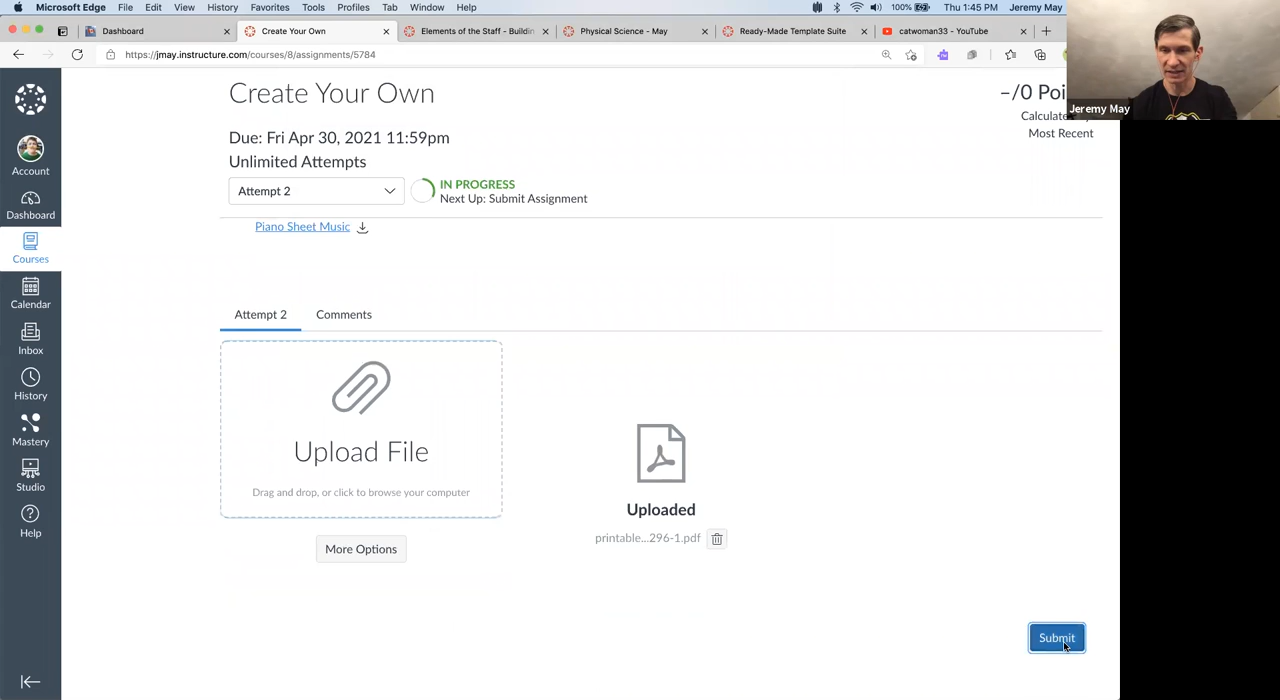 Microsoft Edge File Edit View History Favorites Tools Profiles Tab Window Help 100% Thu 1:45 PM Jeremy May
Dashboard
Create Your Own
Elements of the Staff - Buildin
Physical Science - May
Ready-Made Template Suite
catwoman33 - YouTube
https://jmay.instructure.com/courses/8/assignments/5784
Jeremy May
Account
Dashboard
Courses
Calendar
Inbox
History
Mastery
Studio
Help
Create Your Own
–/0 Poi
Due: Fri Apr 30, 2021 11:59pm
Calculate
Most Recent
Unlimited Attempts
Attempt 2
IN PROGRESS
Next Up: Submit Assignment
Piano Sheet Music
Attempt 2 Comments
Upload File
Drag and drop, or click to browse your computer
More Options
Uploaded
printable...296-1.pdf
Submit